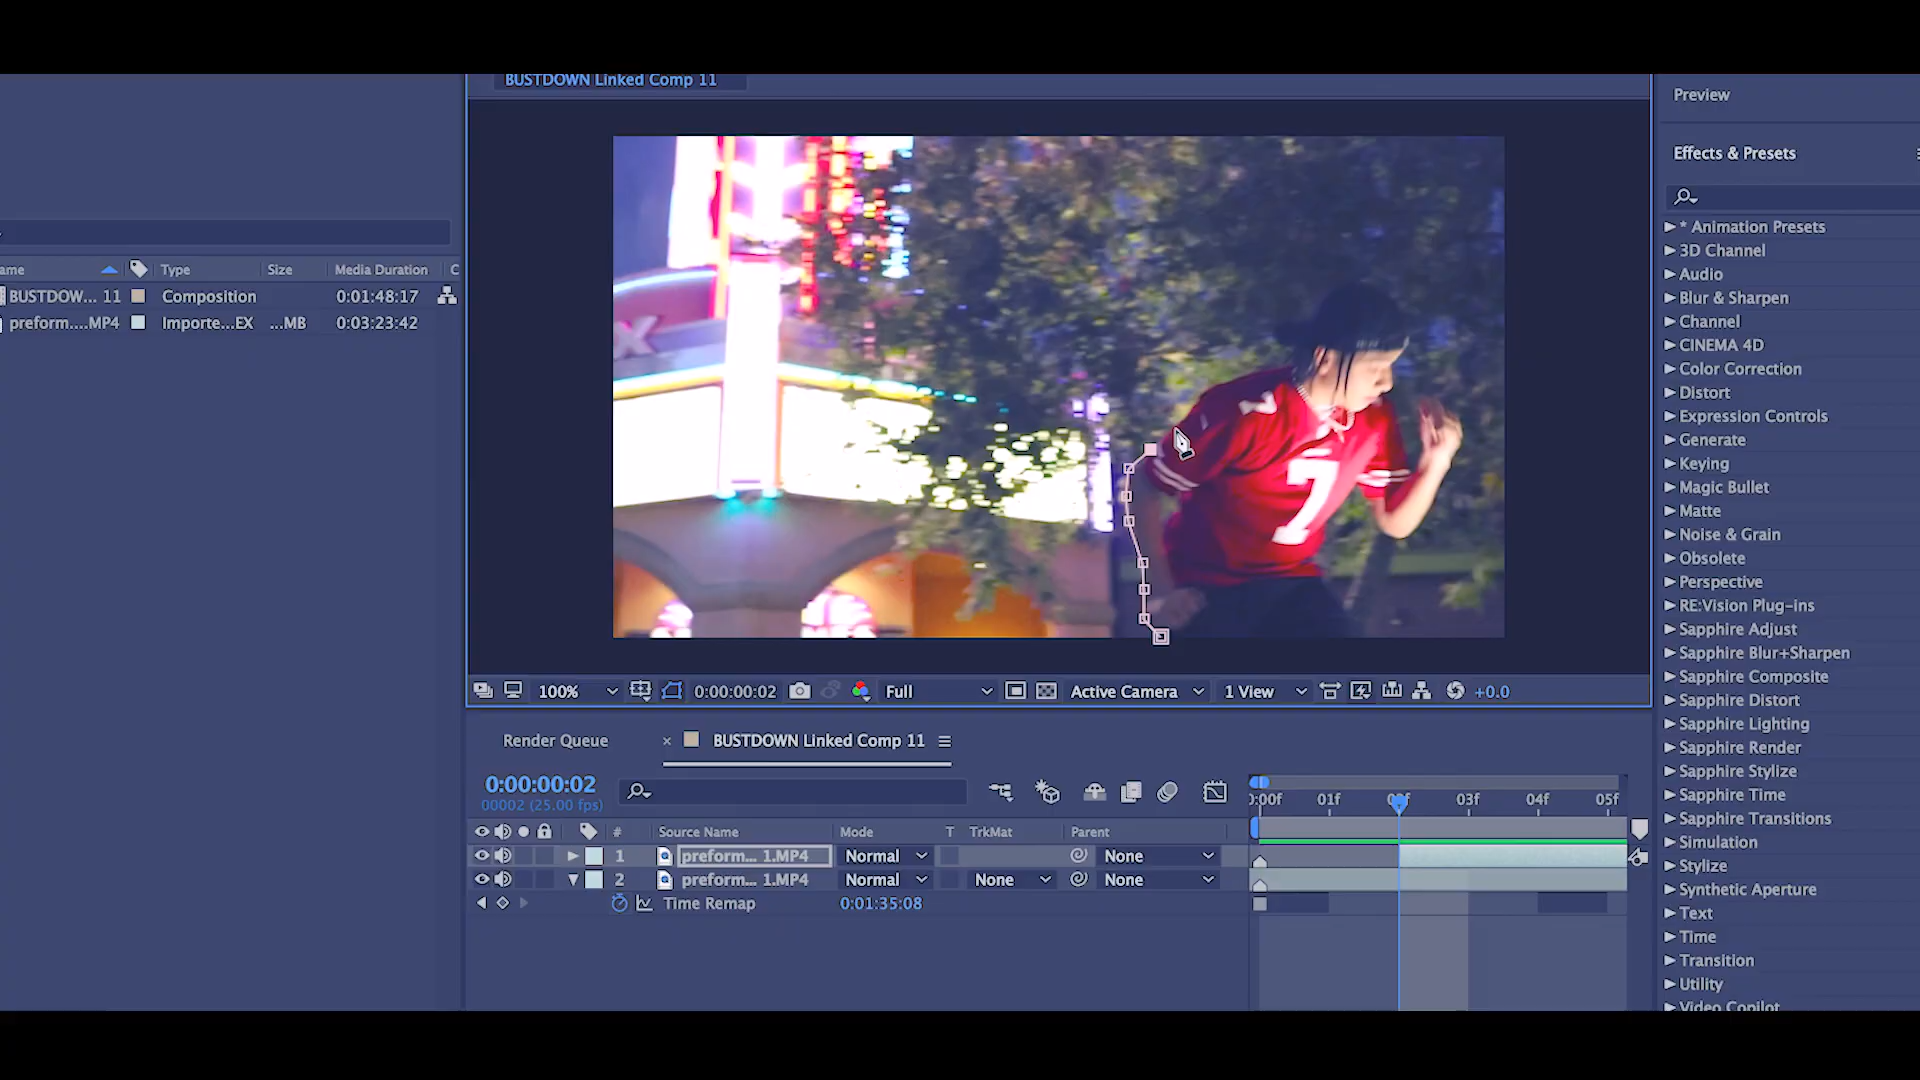 BUSTDOWN Linked Comp 11
Preview
Effects & Presets
ame Type Size Media Duration C
BUSTDOW... 11 Composition 0:01:48:17
preform....MP4 Importe...EX ...MB 0:03:23:42
7
7
* Animation Presets
3D Channel
Audio
Blur & Sharpen
Channel
CINEMA 4D
Color Correction
Distort
Expression Controls
Generate
Keying
Magic Bullet
Matte
Noise & Grain
Obsolete
Perspective
RE:Vision Plug-ins
Sapphire Adjust
Sapphire Blur+Sharpen
Sapphire Composite
Sapphire Distort
Sapphire Lighting
Sapphire Render
Sapphire Stylize
Sapphire Time
Sapphire Transitions
Simulation
Stylize
Synthetic Aperture
Text
Time
Transition
Utility
Video Copilot
100% 0:00:00:02 Full Active Camera 1 View +0.0
Render Queue × BUSTDOWN Linked Comp 11
0:00:00:02
00002 (25.00 fps)
0:00f 01f 03f 04f 05f
# Source Name Mode T TrkMat Parent
1 preform... 1.MP4 Normal None
2 preform... 1.MP4 Normal None None
Time Remap 0:01:35:08